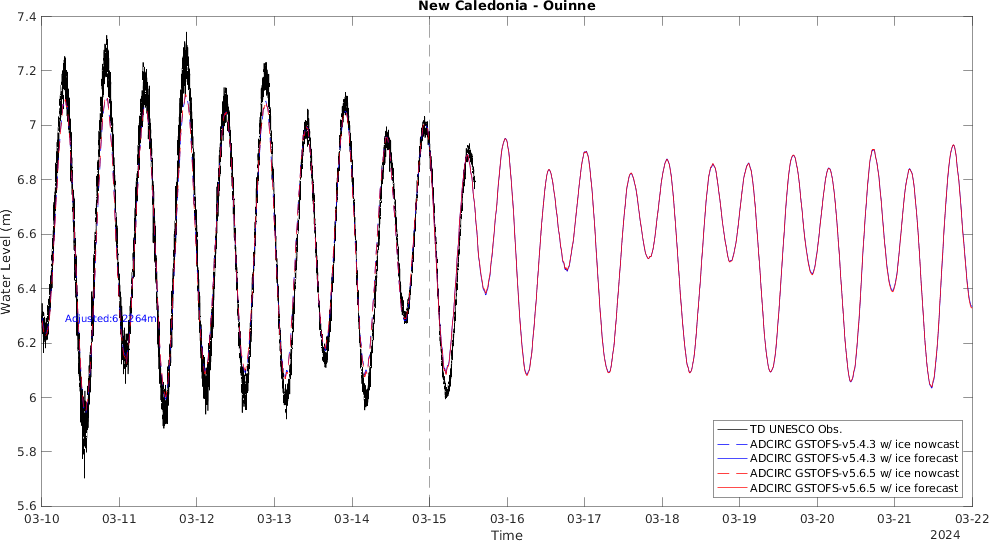 New Caledonia - Ouinne
7.4
7.2
7
6.8
6.6
6.4
6.2
6
5.8
5.6
Water Level (m)
Adjusted:6.2264m
TD UNESCO Obs.
ADCIRC GSTOFS-v5.4.3 w/ ice nowcast
ADCIRC GSTOFS-v5.4.3 w/ ice forecast
ADCIRC GSTOFS-v5.6.5 w/ ice nowcast
ADCIRC GSTOFS-v5.6.5 w/ ice forecast
03-10 03-11 03-12 03-13 03-14 03-15 03-16 03-17 03-18 03-19 03-20 03-21 03-22
Time
2024